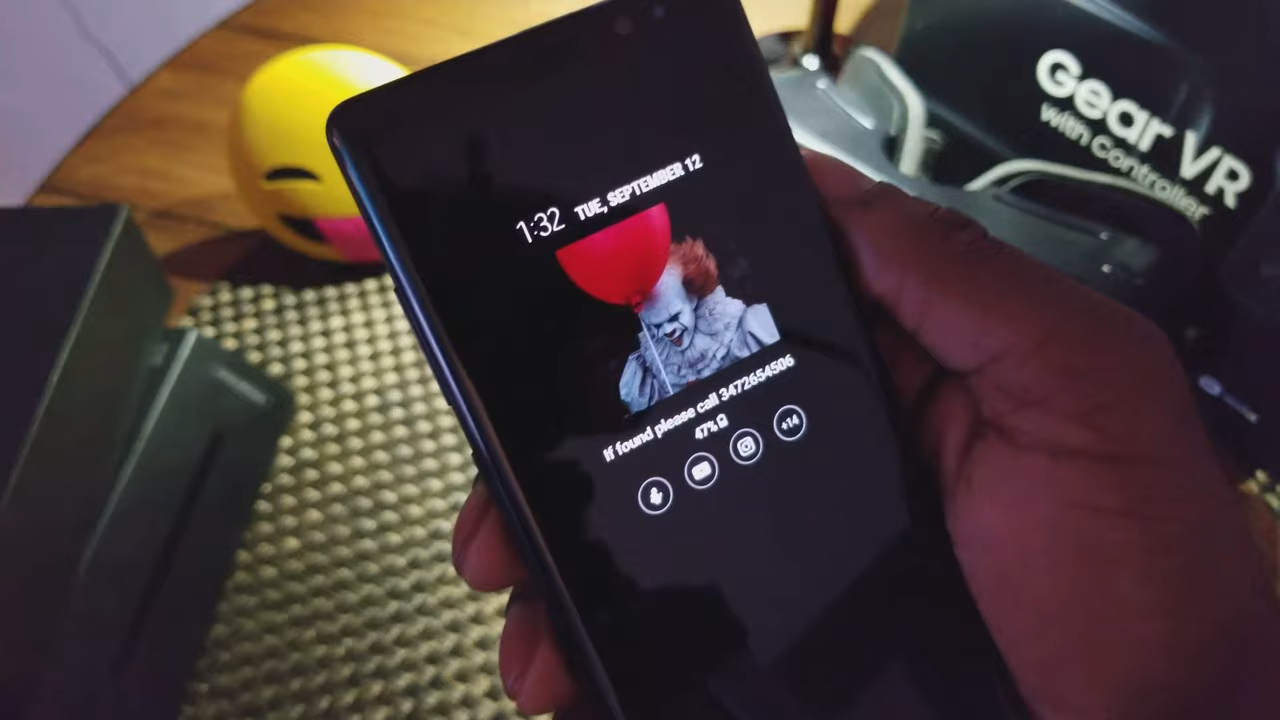 1:32 TUE, SEPTEMBER 12
If found please call 3472654506
47%
+14
Gear VR
with Controller